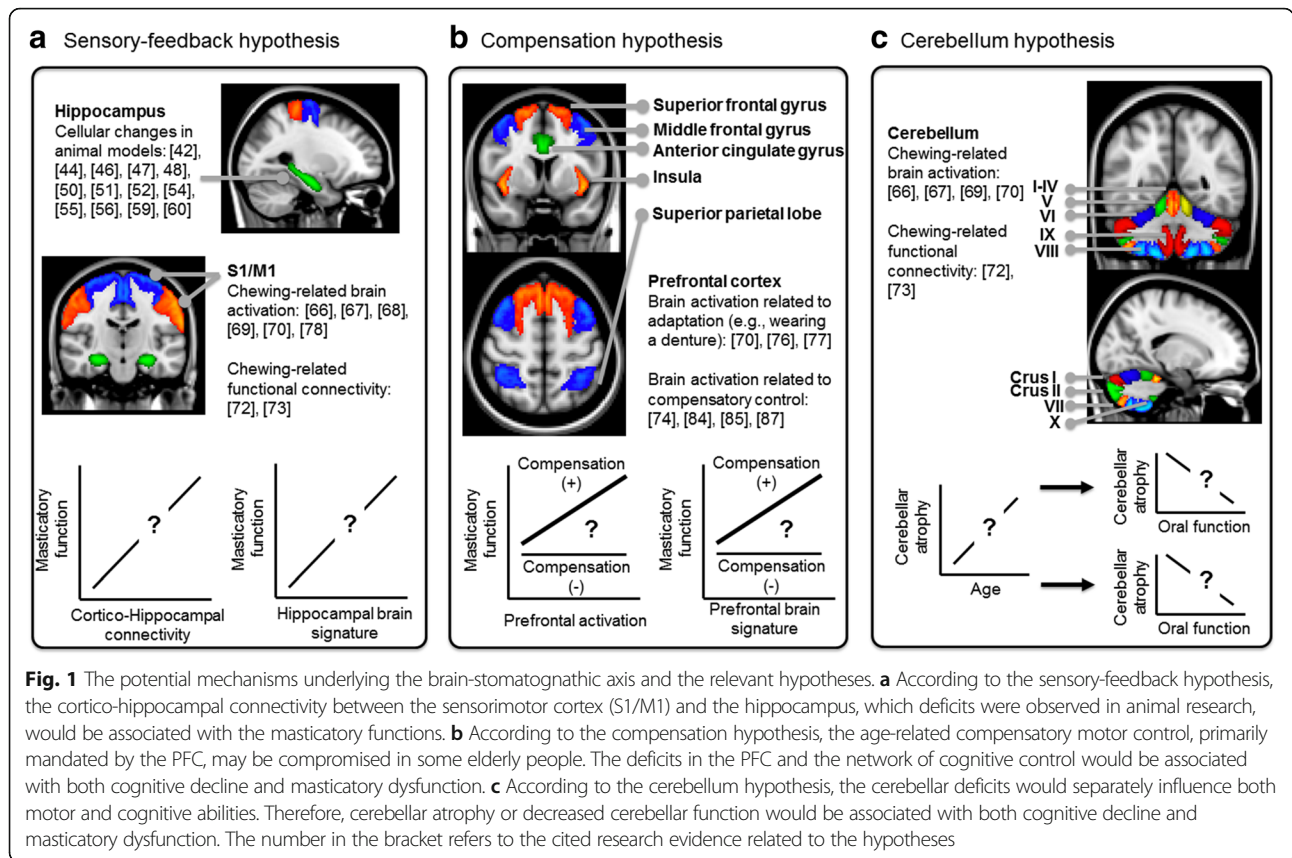 a Sensory-feedback hypothesis
Hippocampus
Cellular changes in
animal models: [42],
[44], [46], [47], 48],
[50], [51], [52], [54],
[55], [56], [59], [60]
S1/M1
Chewing-related brain
activation: [66], [67], [68],
[69], [70], [78]
Chewing-related
functional connectivity:
[72], [73]
Masticatory
function
?
Cortico-Hippocampal
connectivity
Masticatory
function
?
Hippocampal brain
signature
b Compensation hypothesis
Superior frontal gyrus
Middle frontal gyrus
Anterior cingulate gyrus
Insula
Superior parietal lobe
Prefrontal cortex
Brain activation related to
adaptation (e.g., wearing
a denture): [70], [76], [77]
Brain activation related to
compensatory control:
[74], [84], [85], [87]
Masticatory
function
Compensation
(+)
?
Compensation
(-)
Prefrontal activation
Masticatory
function
Compensation
(+)
?
Compensation
(-)
Prefrontal brain
signature
c Cerebellum hypothesis
Cerebellum
Chewing-related
brain activation:
[66], [67], [69], [70]
Chewing-related
functional
connectivity: [72],
[73]
I-IV
V
VI
IX
VIII
Crus I
Crus II
VII
X
Cerebellar
atrophy
?
Age
Cerebellar
atrophy
?
Oral function
Cerebellar
atrophy
?
Oral function
Fig. 1 The potential mechanisms underlying the brain-stomatognathic axis and the relevant hypotheses. a According to the sensory-feedback hypothesis,
the cortico-hippocampal connectivity between the sensorimotor cortex (S1/M1) and the hippocampus, which deficits were observed in animal research,
would be associated with the masticatory functions. b According to the compensation hypothesis, the age-related compensatory motor control, primarily
mandated by the PFC, may be compromised in some elderly people. The deficits in the PFC and the network of cognitive control would be associated
with both cognitive decline and masticatory dysfunction. c According to the cerebellum hypothesis, the cerebellar deficits would separately influence both
motor and cognitive abilities. Therefore, cerebellar atrophy or decreased cerebellar function would be associated with both cognitive decline and
masticatory dysfunction. The number in the bracket refers to the cited research evidence related to the hypotheses